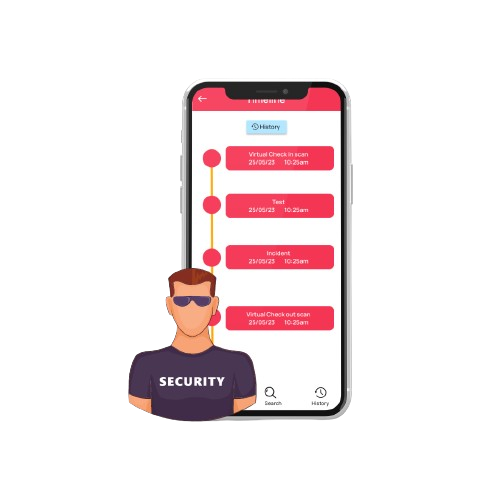 Timeline
History
Virtual Check in scan
25/05/23 10:25am
Test
25/05/23 10:25am
Incident
25/05/23 10:25am
Virtual Check out scan
25/05/23 10:25am
SECURITY
Search
History